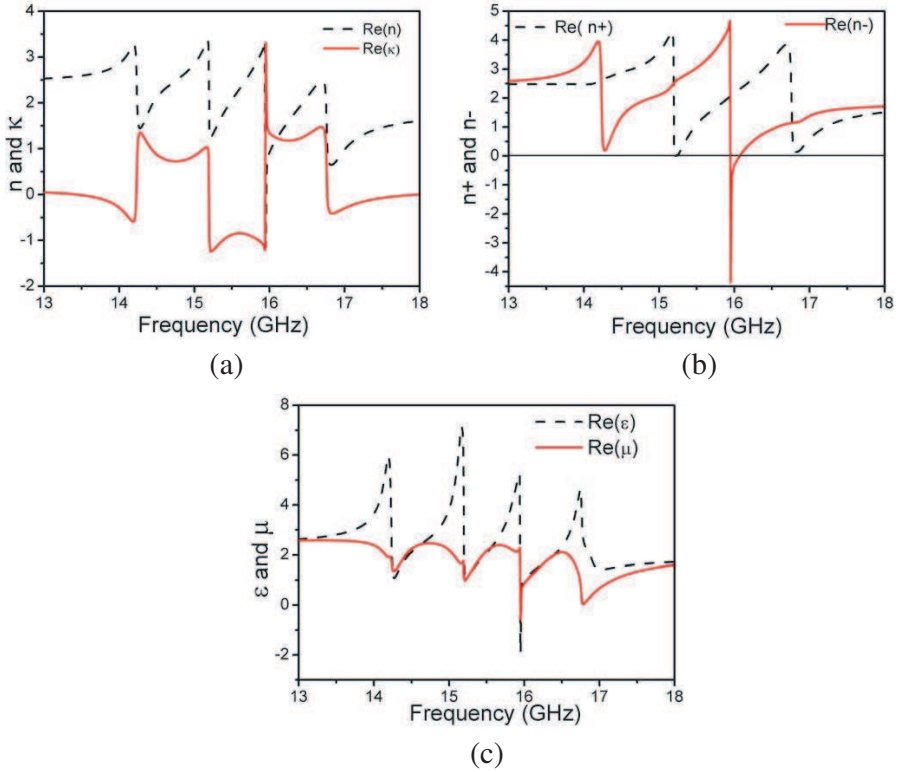 4
3
2
1
0
-1
-2
n and κ
Re(n)
Re(κ)
13 14 15 16 17 18
Frequency (GHz)
(a)
5
4
3
2
1
0
-1
-2
-3
-4
n+ and n-
Re( n+)
Re(n-)
13 14 15 16 17 18
Frequency (GHz)
(b)
8
6
4
2
0
-2
ε and μ
Re(ε)
Re(μ)
13 14 15 16 17 18
Frequency (GHz)
(c)